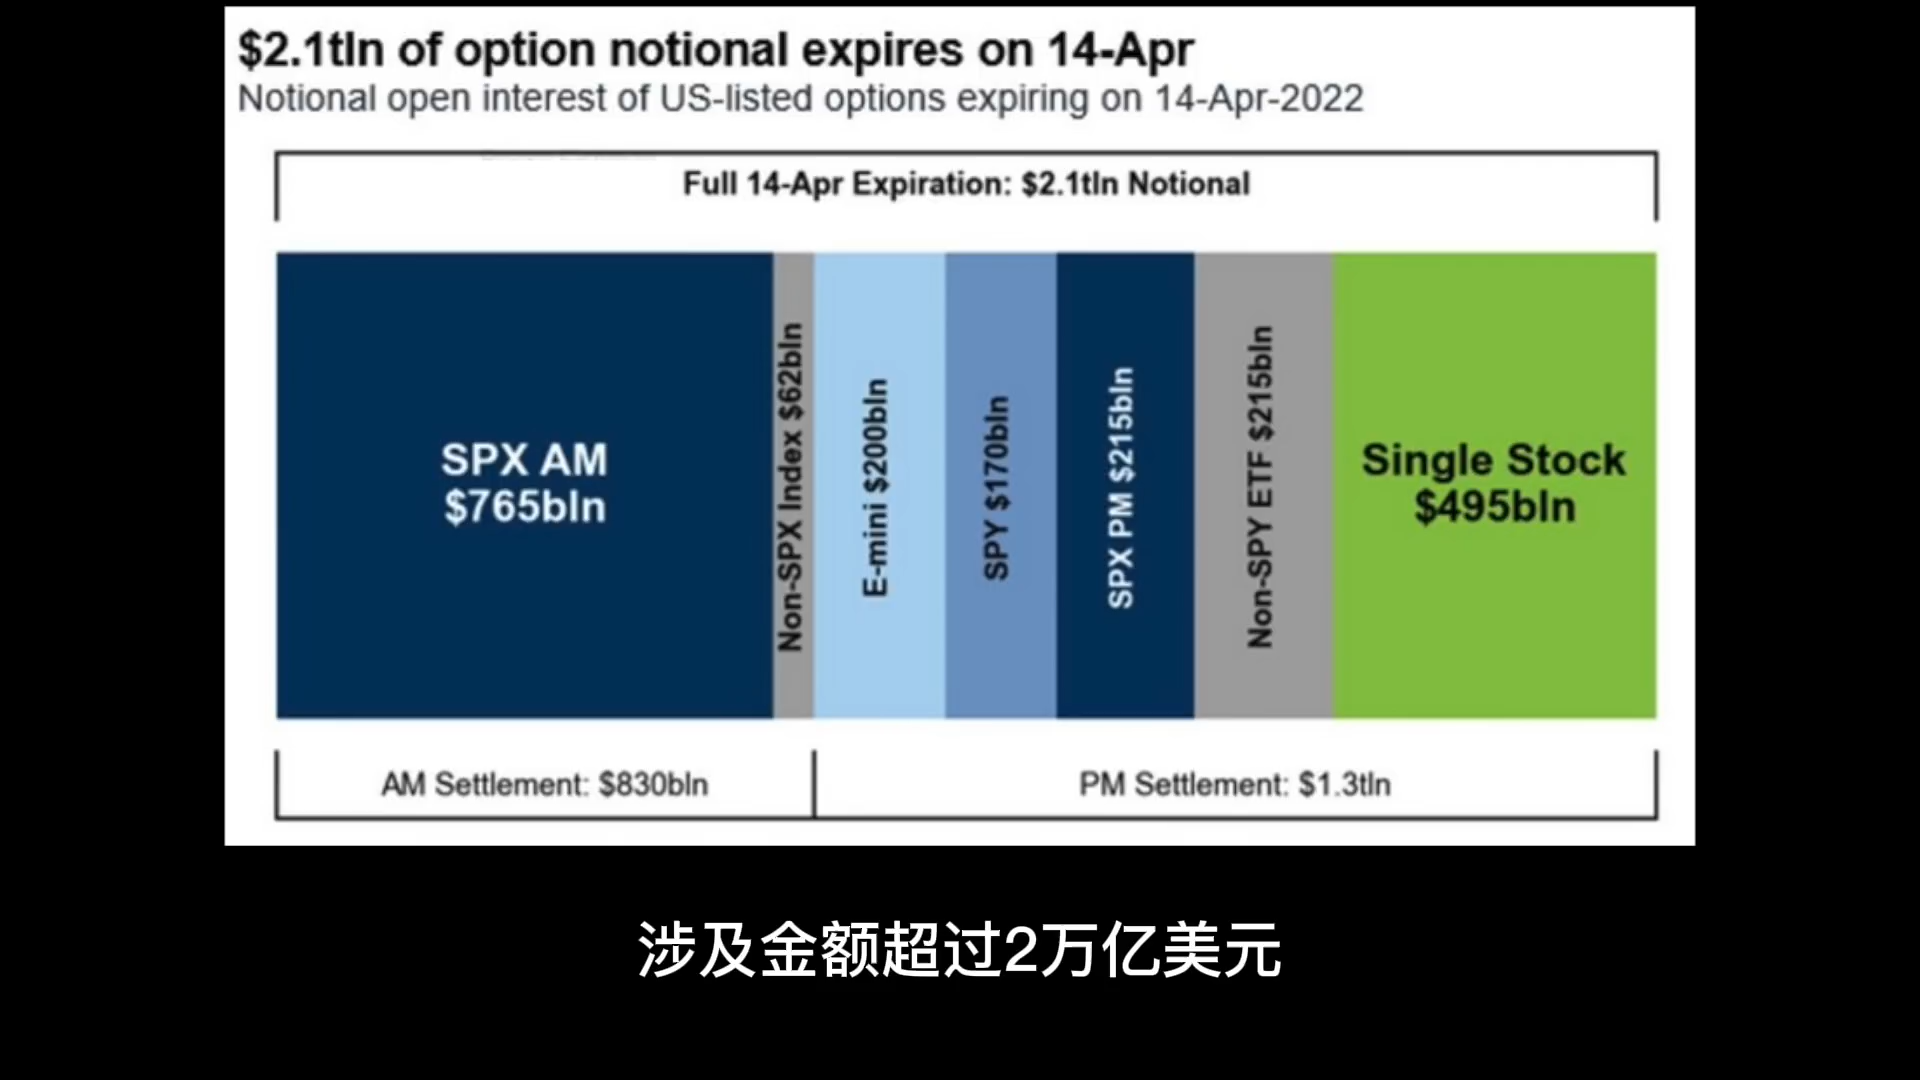 $2.1tln of option notional expires on 14-Apr
Notional open interest of US-listed options expiring on 14-Apr-2022
Full 14-Apr Expiration: $2.1tln Notional
SPX AM
$765bln
Non-SPX Index $62bln
E-mini $200bln
SPY $170bln
SPX PM $215bln
Non-SPY ETF $215bln
Single Stock
$495bln
AM Settlement: $830bln
PM Settlement: $1.3tln
涉及金额超过2万亿美元